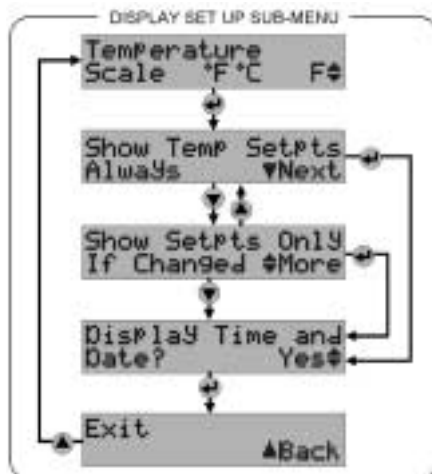 DISPLAY SET UP SUB-MENU
Temperature
Scale °F °C F♦
Show Temp Setpts
Always ▼Next
Show Setpts Only
If Changed ♦More
Display Time and
Date? Yes♦
Exit
▲Back